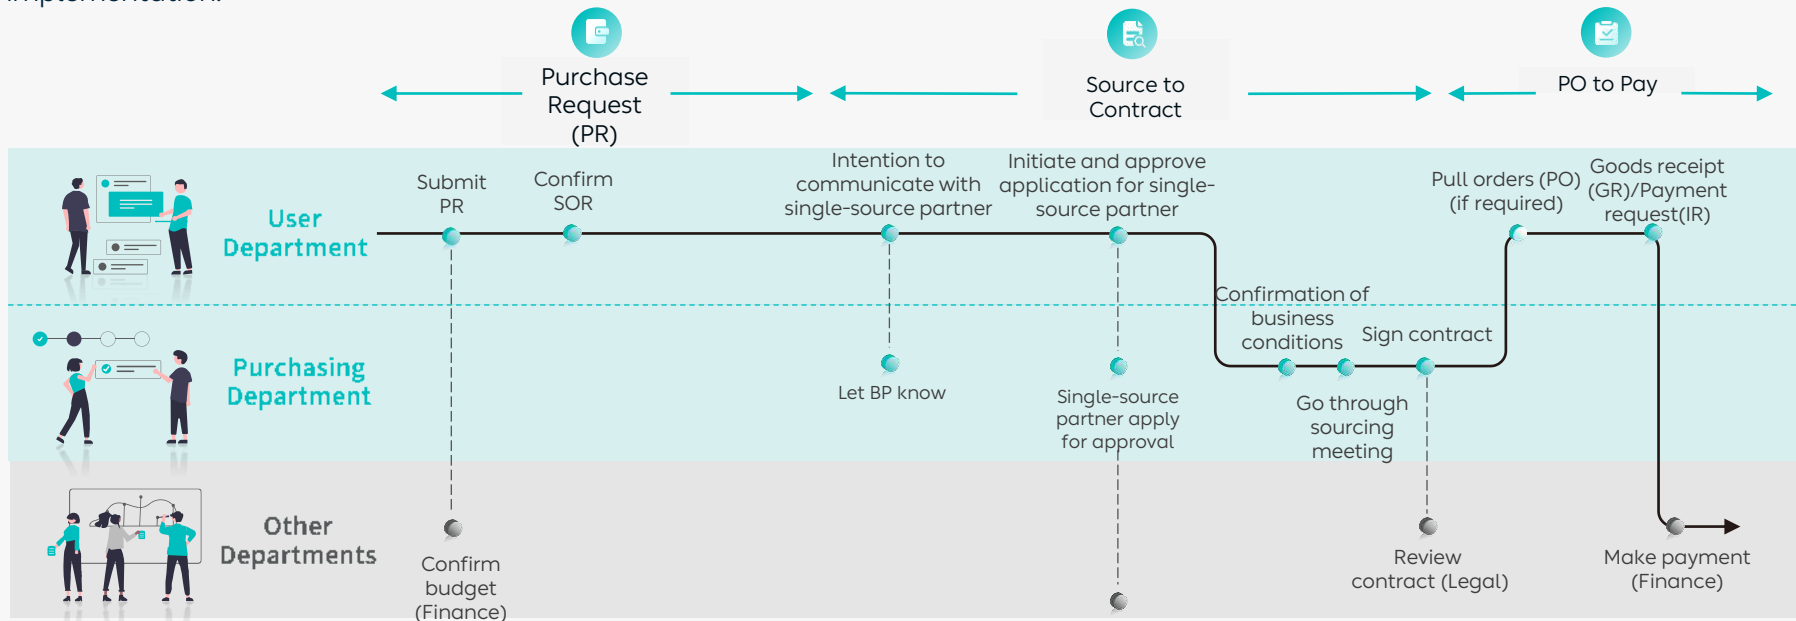 implementation.
Purchase
Request
(PR)
Source to
Contract
PO to Pay
User
Department
Submit
PR
Confirm
SOR
Intention to
communicate with
single-source partner
Initiate and approve
application for single-
source partner
Pull orders (PO)
(if required)
Goods receipt
(GR)/Payment
request(IR)
Purchasing
Department
Let BP know
Single-source
partner apply
for approval
Confirmation of
business
conditions
Go through
sourcing
meeting
Sign contract
Other
Departments
Confirm
budget
(Finance)
Review
contract (Legal)
Make payment
(Finance)